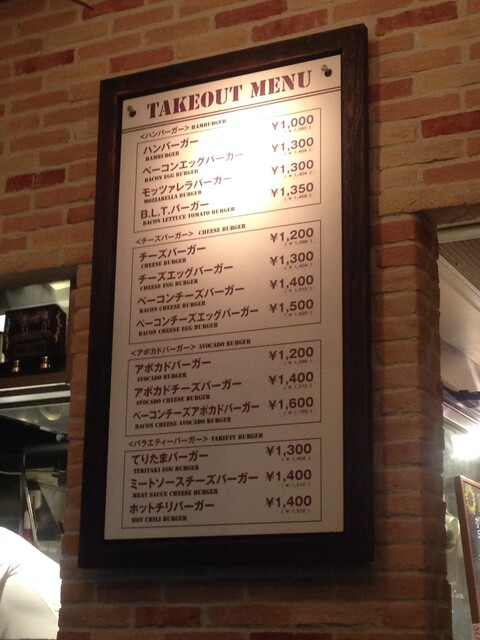 TAKEOUT MENU
<ハンバーガー> HAMBURGER
ハンバーガー ¥1,000
HAMBURGER
ベーコンエッグバーガー ¥1,300
BACON EGG BURGER
モッツァレラバーガー ¥1,300
MOZZARELLA BURGER
B.L.T.バーガー ¥1,350
BACON LETTUCE TOMATO BURGER
<チーズバーガー> CHEESE BURGER
チーズバーガー ¥1,200
CHEESE BURGER
チーズエッグバーガー ¥1,300
CHEESE EGG BURGER
ベーコンチーズバーガー ¥1,400
BACON CHEESE BURGER
ベーコンチーズエッグバーガー ¥1,500
BACON CHEESE EGG BURGER
<アボカドバーガー> AVOCADO BURGER
アボカドバーガー ¥1,200
AVOCADO BURGER
アボカドチーズバーガー ¥1,400
AVOCADO CHEESE BURGER
ベーコンチーズアボカドバーガー ¥1,600
BACON CHEESE AVOCADO BURGER
<バラエティーバーガー> VARIETY BURGER
てりたまバーガー ¥1,300
TERIYAKI EGG BURGER
ミートソースチーズバーガー ¥1,400
MEAT SAUCE CHEESE BURGER
ホットチリバーガー ¥1,400
HOT CHILI BURGER